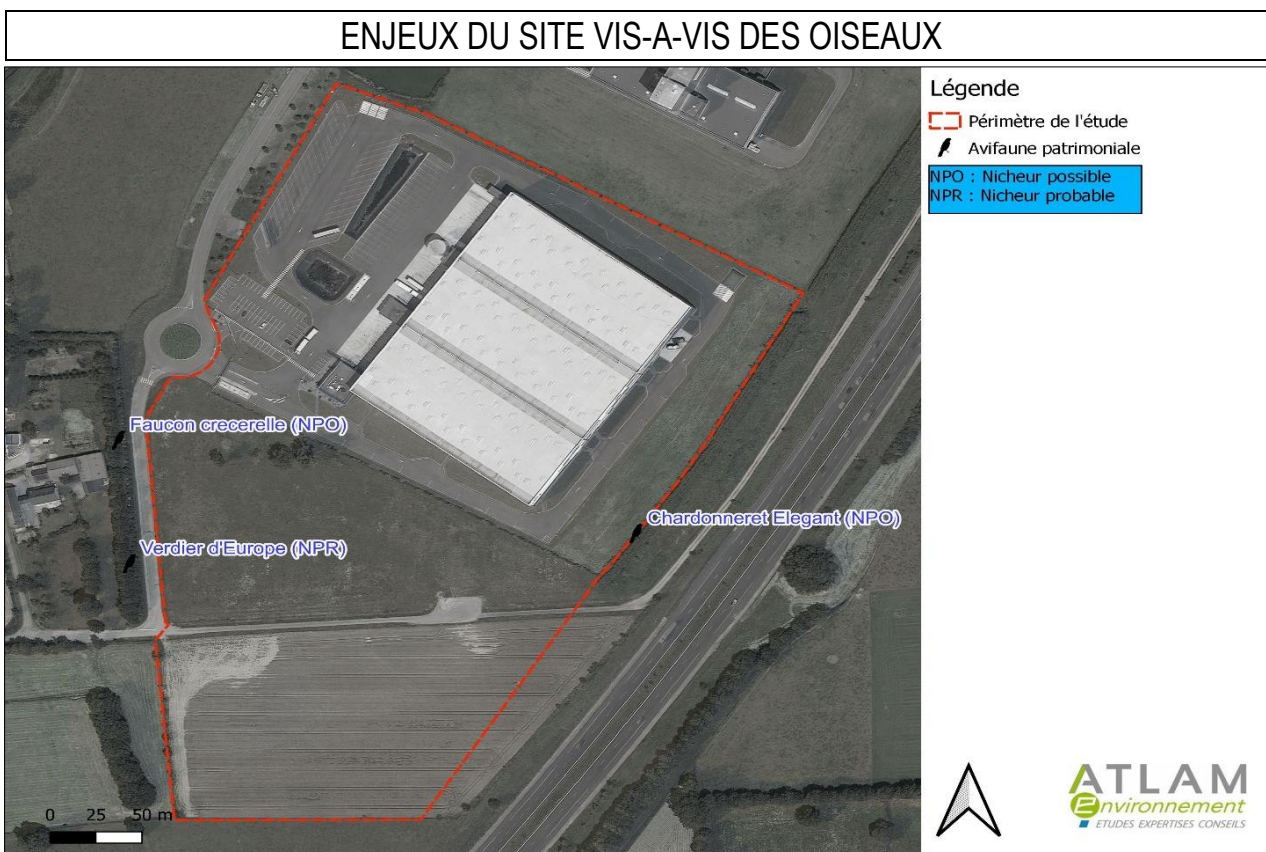 ENJEUX DU SITE VIS-A-VIS DES OISEAUX
Légende
Périmètre de l'étude
Avifaune patrimoniale
NPO : Nicheur possible
NPR : Nicheur probable
Faucon crecerelle (NPO)
Chardonneret Elegant (NPO)
Verdier d'Europe (NPR)
0 25 50 m
ATLAM
environnement
ETUDES EXPERTISES CONSEILS